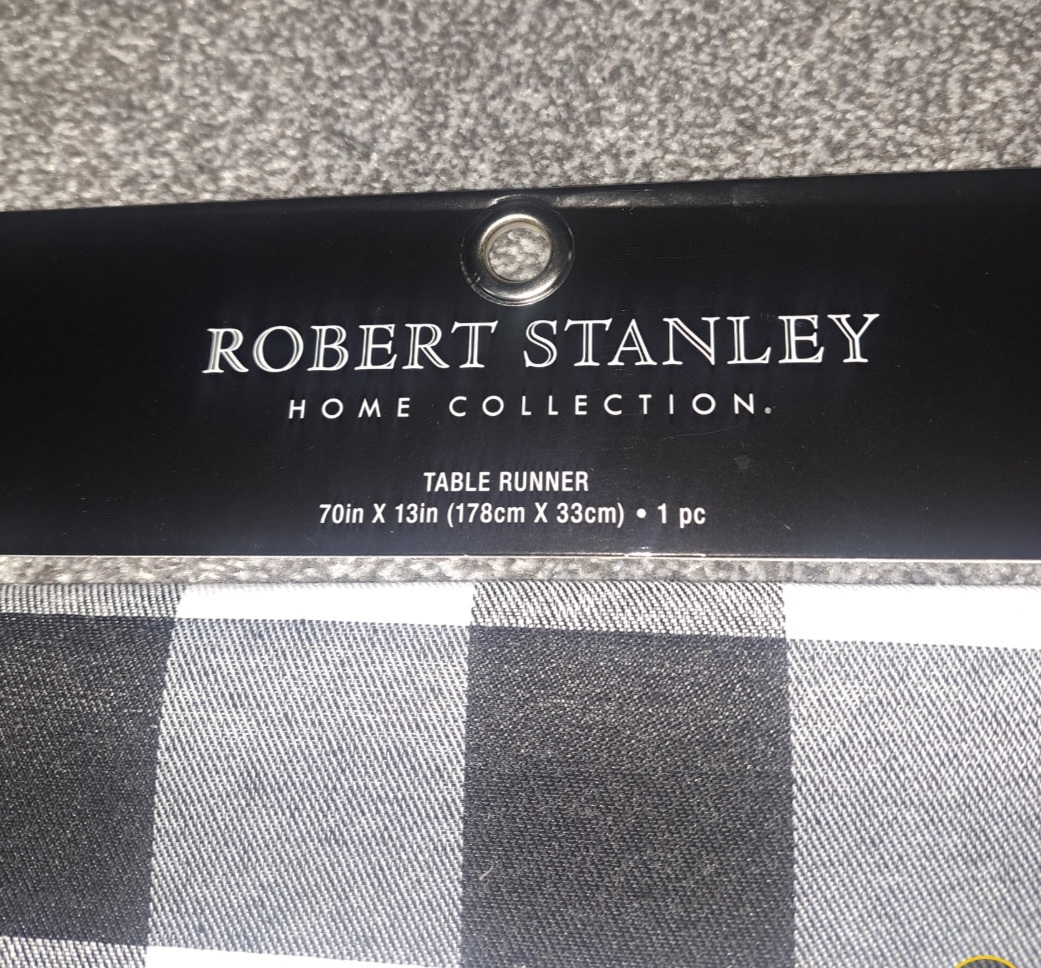 ROBERT STANLEY
HOME COLLECTION.
TABLE RUNNER
70in X 13in (178cm X 33cm) • 1 pc